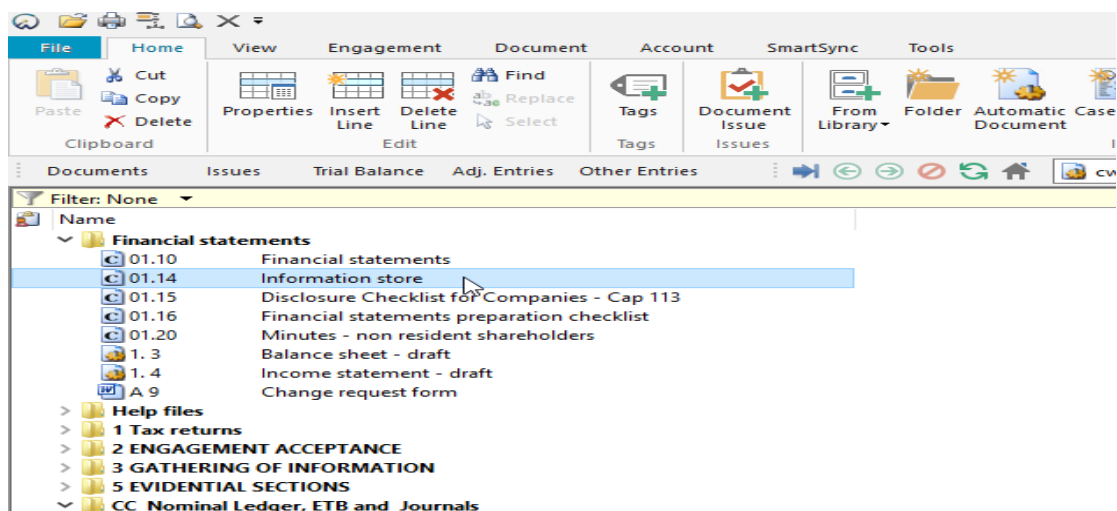 File Home View Engagement Document Account SmartSync Tools
Paste Cut Copy Delete Properties Insert Line Delete Line Find Replace Select Tags Document Issue From Library Folder Automatic Document Case
Clipboard Edit Tags Issues
Documents Issues Trial Balance Adj. Entries Other Entries
Filter: None
Name
Financial statements
01.10 Financial statements
01.14 Information store
01.15 Disclosure Checklist for Companies - Cap 113
01.16 Financial statements preparation checklist
01.20 Minutes - non resident shareholders
1. 3 Balance sheet - draft
1. 4 Income statement - draft
A 9 Change request form
Help files
1 Tax returns
2 ENGAGEMENT ACCEPTANCE
3 GATHERING OF INFORMATION
5 EVIDENTIAL SECTIONS
CC Nominal Ledger, ETB and Journals